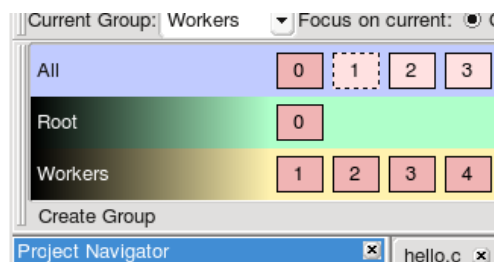 Current Group: Workers Focus on current:
All 0 1 2 3
Root 0
Workers 1 2 3 4
Create Group
Project Navigator hello.c